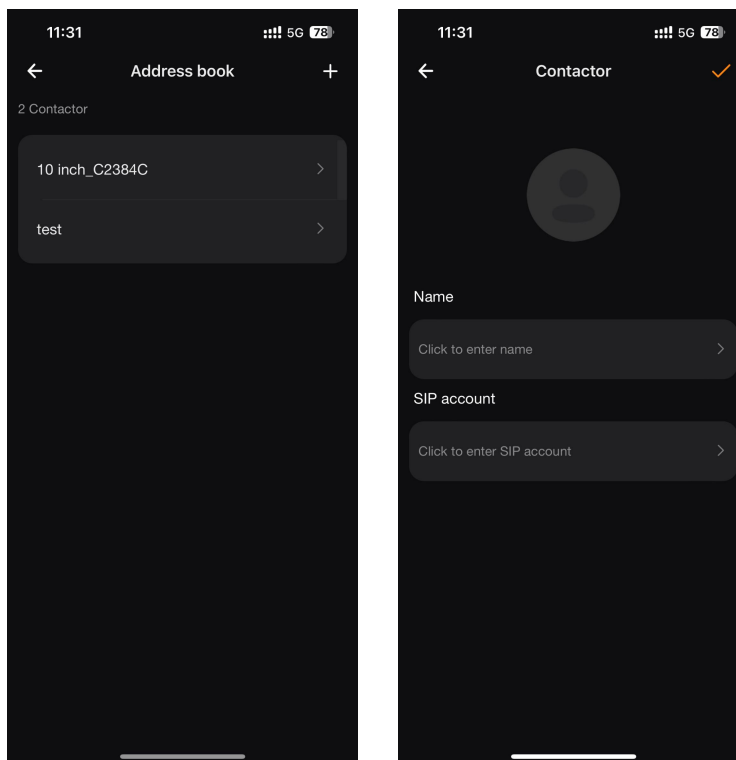 11:31
5G 78
Address book
2 Contactor
10 inch_C2384C
test
11:31
5G 78
Contactor
Name
Click to enter name
SIP account
Click to enter SIP account